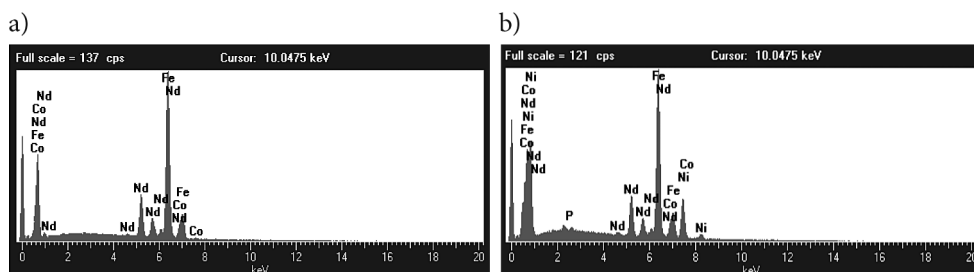 a)
Full scale = 137 cps Cursor: 10.0475 keV
Fe
Nd
Nd
Co
Nd
Fe
Co
Nd
Nd
Nd
Nd
Nd
Fe
Co
Nd
Co
0 2 4 6 8 10 12 14 16 18 20
keV
b)
Full scale = 121 cps Cursor: 10.0475 keV
Ni
Co
Nd
Ni
Fe
Co
Nd
Nd
P
Nd
Nd
Nd
Nd
Fe
Nd
Fe
Co
Nd
Co
Ni
Ni
0 2 4 6 8 10 12 14 16 18 20
keV